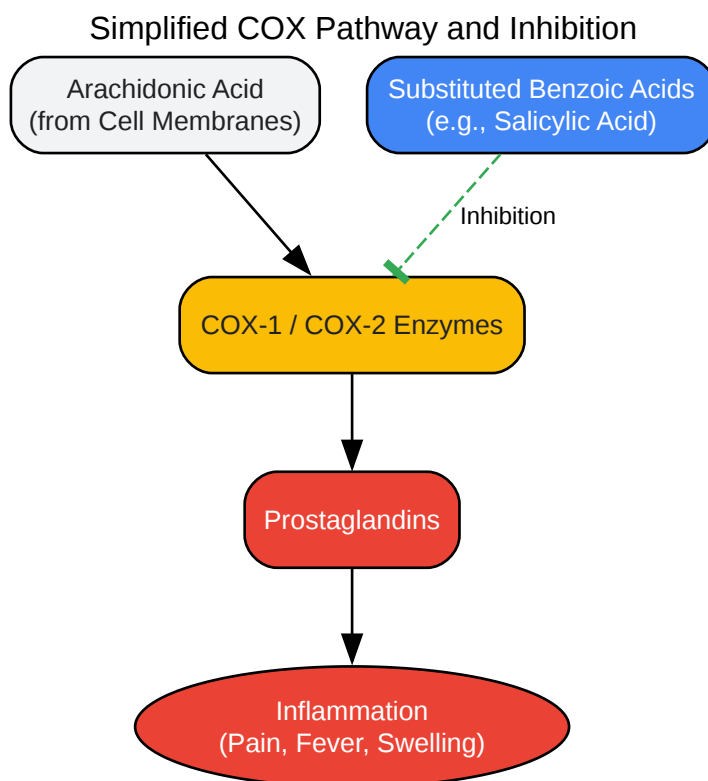 Simplified COX Pathway and Inhibition
Arachidonic Acid
(from Cell Membranes)
Substituted Benzoic Acids
(e.g., Salicylic Acid)
Inhibition
COX-1 / COX-2 Enzymes
Prostaglandins
Inflammation
(Pain, Fever, Swelling)